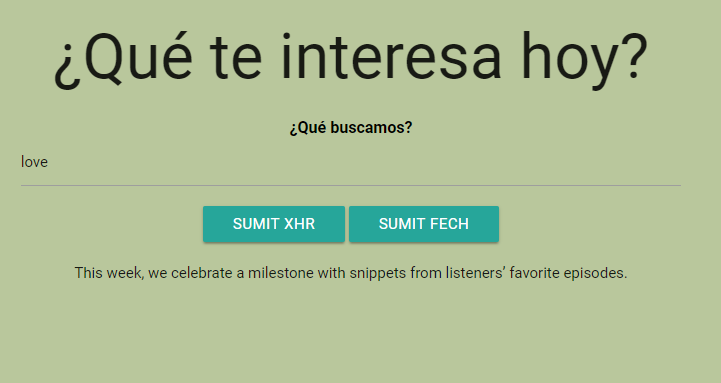 ¿Qué te interesa hoy?
¿Qué buscamos?
love
SUMIT XHR SUMIT FECH
This week, we celebrate a milestone with snippets from listeners’ favorite episodes.